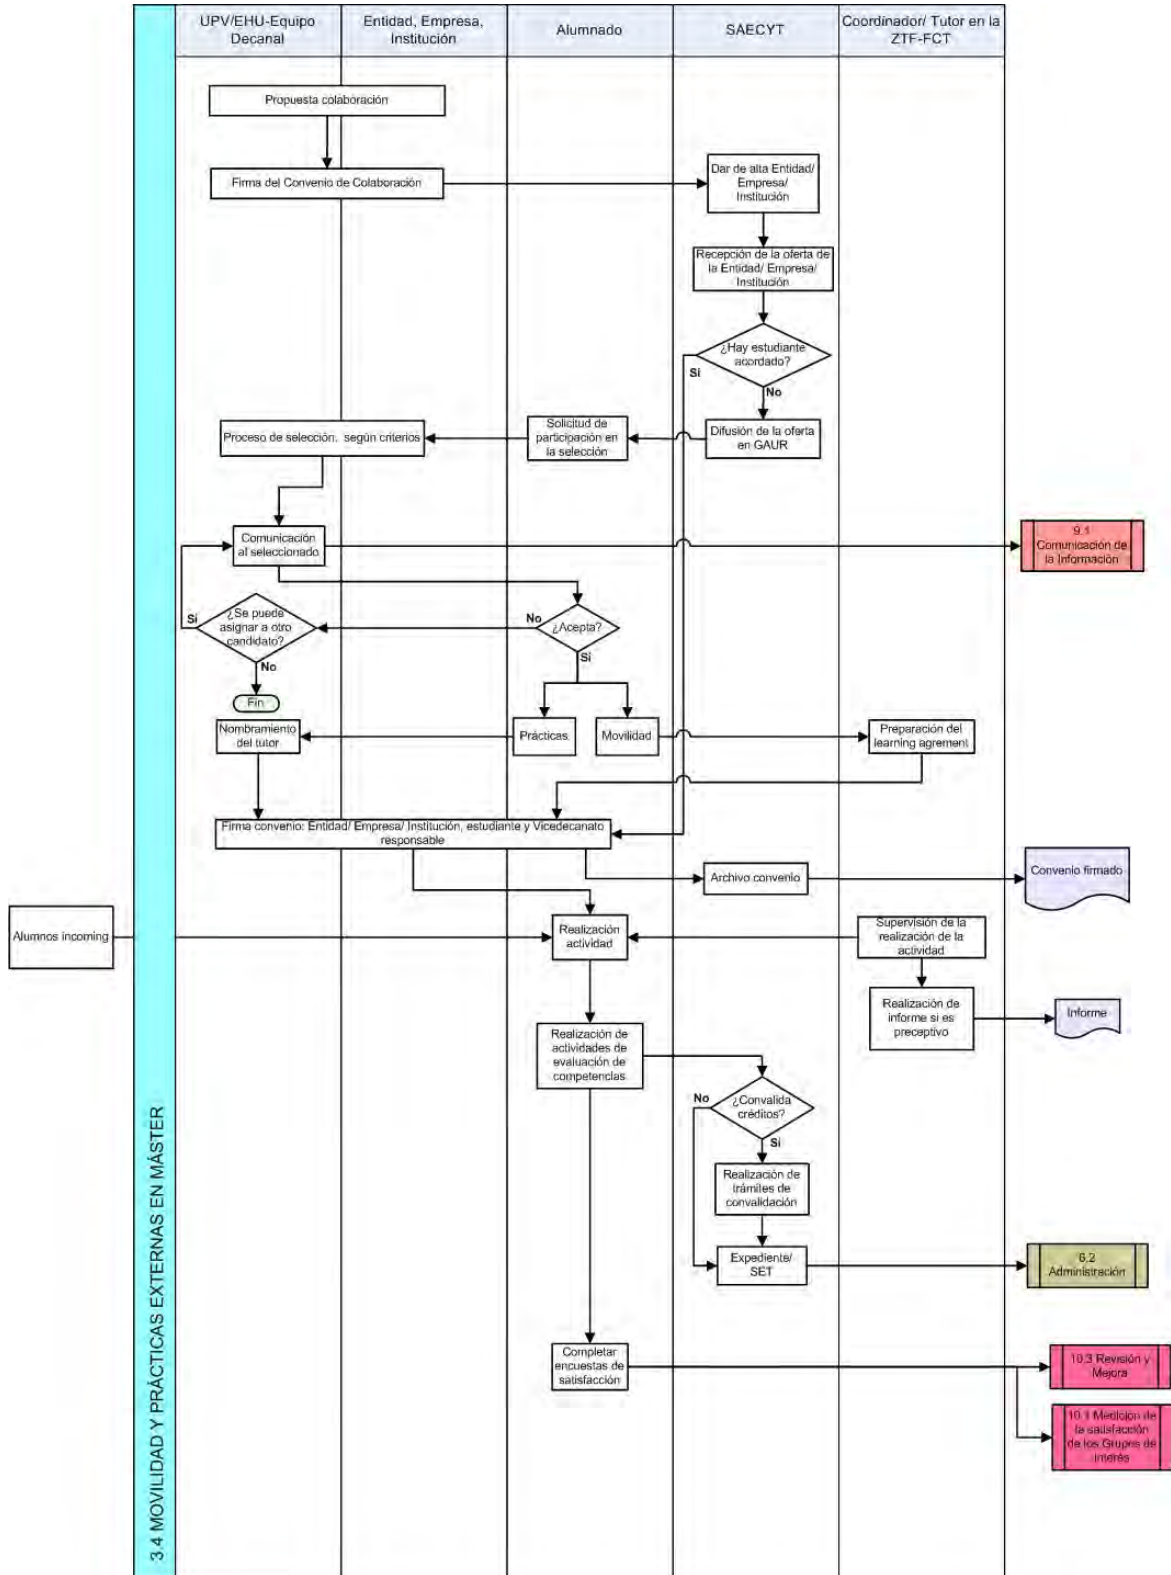 UPV/EHU-Equipo
Decanal
Entidad, Empresa,
Institución
Alumnado
SAECYT
Coordinador/ Tutor en la
ZTF-FCT
Propuesta colaboración
Firma del Convenio de Colaboración
Dar de alta Entidad/
Empresa/
Institución
Recepción de la oferta de
la Entidad/ Empresa/
Institución
¿Hay estudiante
acordado?
Sí
No
Difusión de la oferta
en GAUR
Solicitud de
participación en
la selección
Proceso de selección, según criterios
Comunicación
al seleccionado
9.1
Comunicación de
la Información
¿Se puede
asignar a otro
candidato?
Sí
No
¿Acepta?
No
Sí
Fin
Nombramiento
del tutor
Prácticas
Movilidad
Preparación del
learning agrement
Firma convenio: Entidad/ Empresa/ Institución, estudiante y Vicedecanato
responsable
Archivo convenio
Convenio firmado
Alumnos incoming
Realización
actividad
Supervisión de la
realización de la
actividad
Realización de
informe si es
preceptivo
Informe
Realización de
actividades de
evaluación de
competencias
¿Convalida
créditos?
No
Sí
Realización de
trámites de
convalidación
Expediente/
SET
6.2
Administración
Completar
encuestas de
satisfacción
10.3 Revisión y
Mejora
10.1 Medición de
la satisfacción
de los Grupos de
Interés
3.4 MOVILIDAD Y PRÁCTICAS EXTERNAS EN MÁSTER